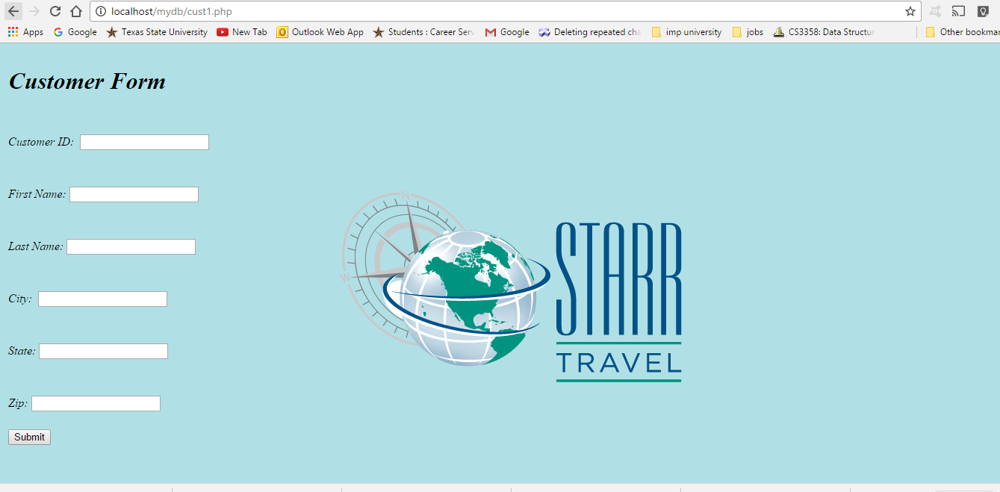 localhost/mydb/cust1.php
Apps Google Texas State University New Tab Outlook Web App Students : Career Serv Google Deleting repeated cha imp university jobs CS3358: Data Structur Other bookmar
Customer Form
Customer ID:
First Name:
Last Name:
City:
State:
Zip:
Submit
N
W
STARR
TRAVEL